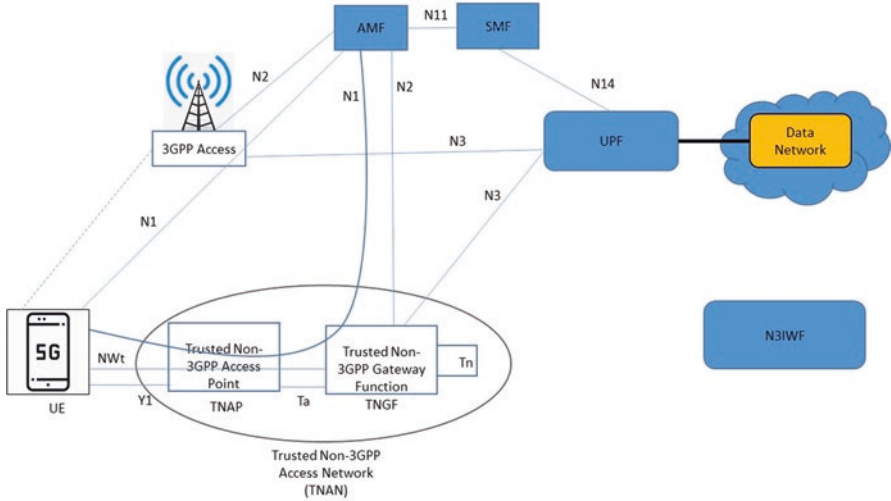 AMF
N11
SMF
N2
N1
N2
N14
3GPP Access
N3
UPF
Data
Network
N1
N3
5G
UE
NWt
Y1
Trusted Non-
3GPP Access
Point
TNAP
Ta
Trusted Non-
3GPP Gateway
Function
TNGF
Tn
N3IWF
Trusted Non-3GPP
Access Network
(TNAN)